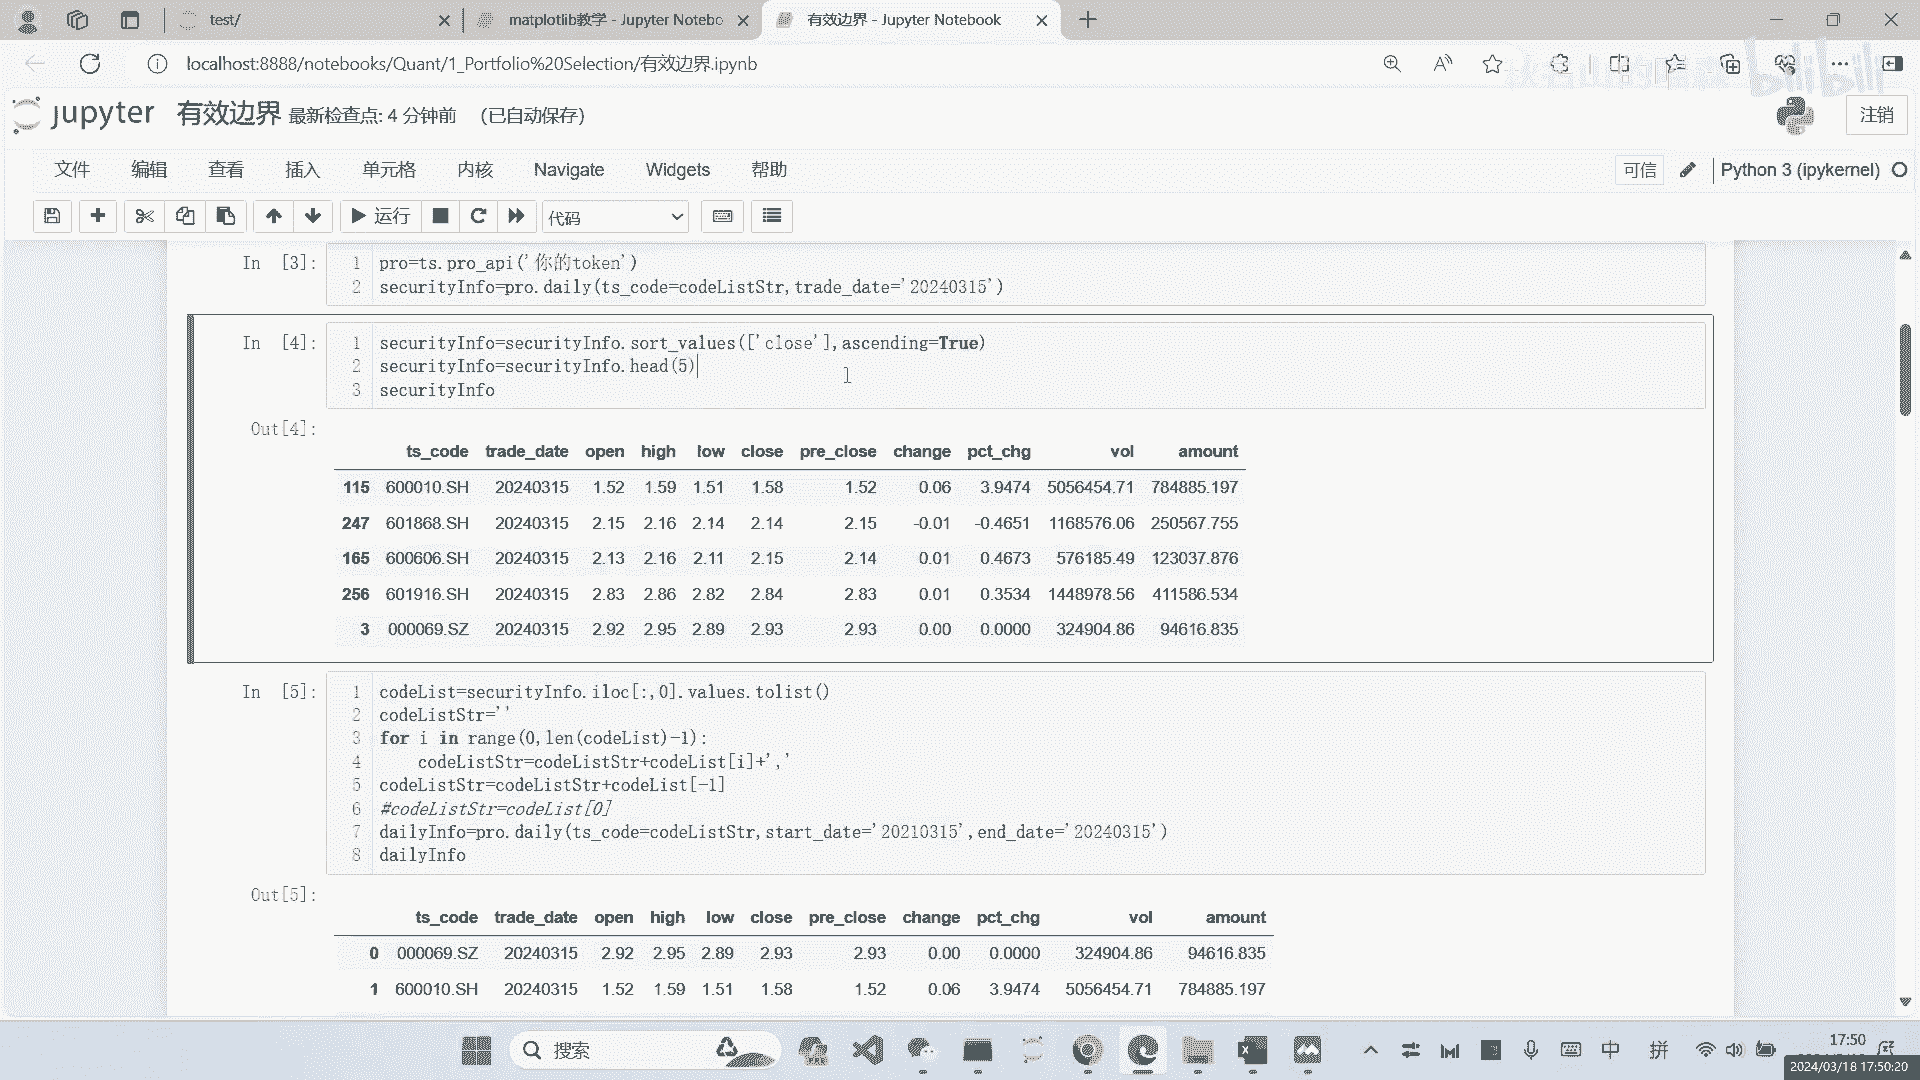 test/
matplotlib教学 - Jupyter Notebo
有效边界 - Jupyter Notebook
localhost:8888/notebooks/Quant/1_Portfolio%20Selection/有效边界.ipynb
bilibili
jupyter 有效边界 最新检查点: 4 分钟前 (已自动保存)
注销
文件 编辑 查看 插入 单元格 内核 Navigate Widgets 帮助
可信 Python 3 (ipykernel)
运行 代码
In [3]:
1 pro=ts.pro_api('你的token')
2 securityInfo=pro.daily(ts_code=codeListStr,trade_date='20240315')
In [4]:
1 securityInfo=securityInfo.sort_values(['close'],ascending=True)
2 securityInfo=securityInfo.head(5)
3 securityInfo
Out[4]:
ts_code trade_date open high low close pre_close change pct_chg vol amount
115 600010.SH 20240315 1.52 1.59 1.51 1.58 1.52 0.06 3.9474 5056454.71 784885.197
247 601868.SH 20240315 2.15 2.16 2.14 2.14 2.15 -0.01 -0.4651 1168576.06 250567.755
165 600606.SH 20240315 2.13 2.16 2.11 2.15 2.14 0.01 0.4673 576185.49 123037.876
256 601916.SH 20240315 2.83 2.86 2.82 2.84 2.83 0.01 0.3534 1448978.56 411586.534
3 000069.SZ 20240315 2.92 2.95 2.89 2.93 2.93 0.00 0.0000 324904.86 94616.835
In [5]:
1 codeList=securityInfo.iloc[:,0].values.tolist()
2 codeListStr=''
3 for i in range(0,len(codeList)-1):
4 codeListStr=codeListStr+codeList[i]+','
5 codeListStr=codeListStr+codeList[-1]
6 #codeListStr=codeList[0]
7 dailyInfo=pro.daily(ts_code=codeListStr,start_date='20210315',end_date='20240315')
8 dailyInfo
Out[5]:
ts_code trade_date open high low close pre_close change pct_chg vol amount
0 000069.SZ 20240315 2.92 2.95 2.89 2.93 2.93 0.00 0.0000 324904.86 94616.835
1 600010.SH 20240315 1.52 1.59 1.51 1.58 1.52 0.06 3.9474 5056454.71 784885.197
搜索
中 拼
17:50
2024/03/18 17:50:20